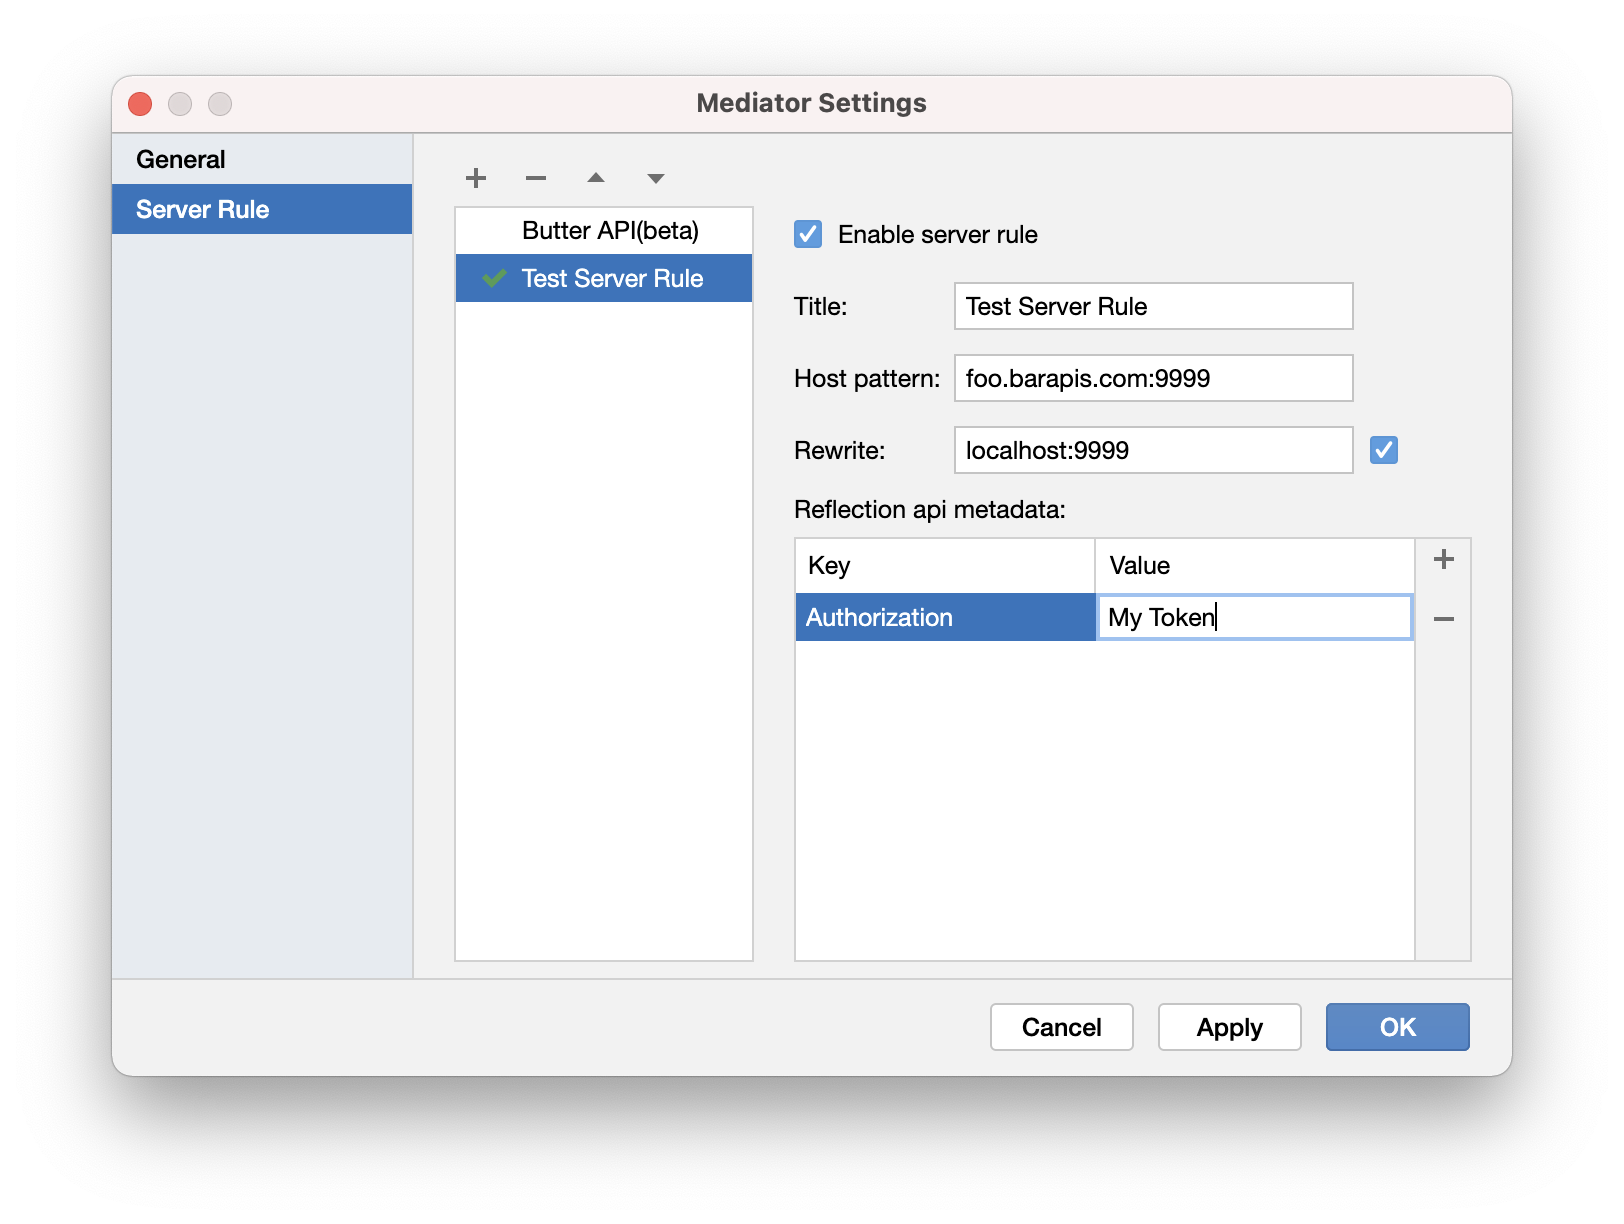 Mediator Settings
General
Server Rule
Butter API(beta)
Test Server Rule
Enable server rule
Title: Test Server Rule
Host pattern: foo.barapis.com:9999
Rewrite: localhost:9999
Reflection api metadata:
Key Value
Authorization My Token
Cancel Apply OK